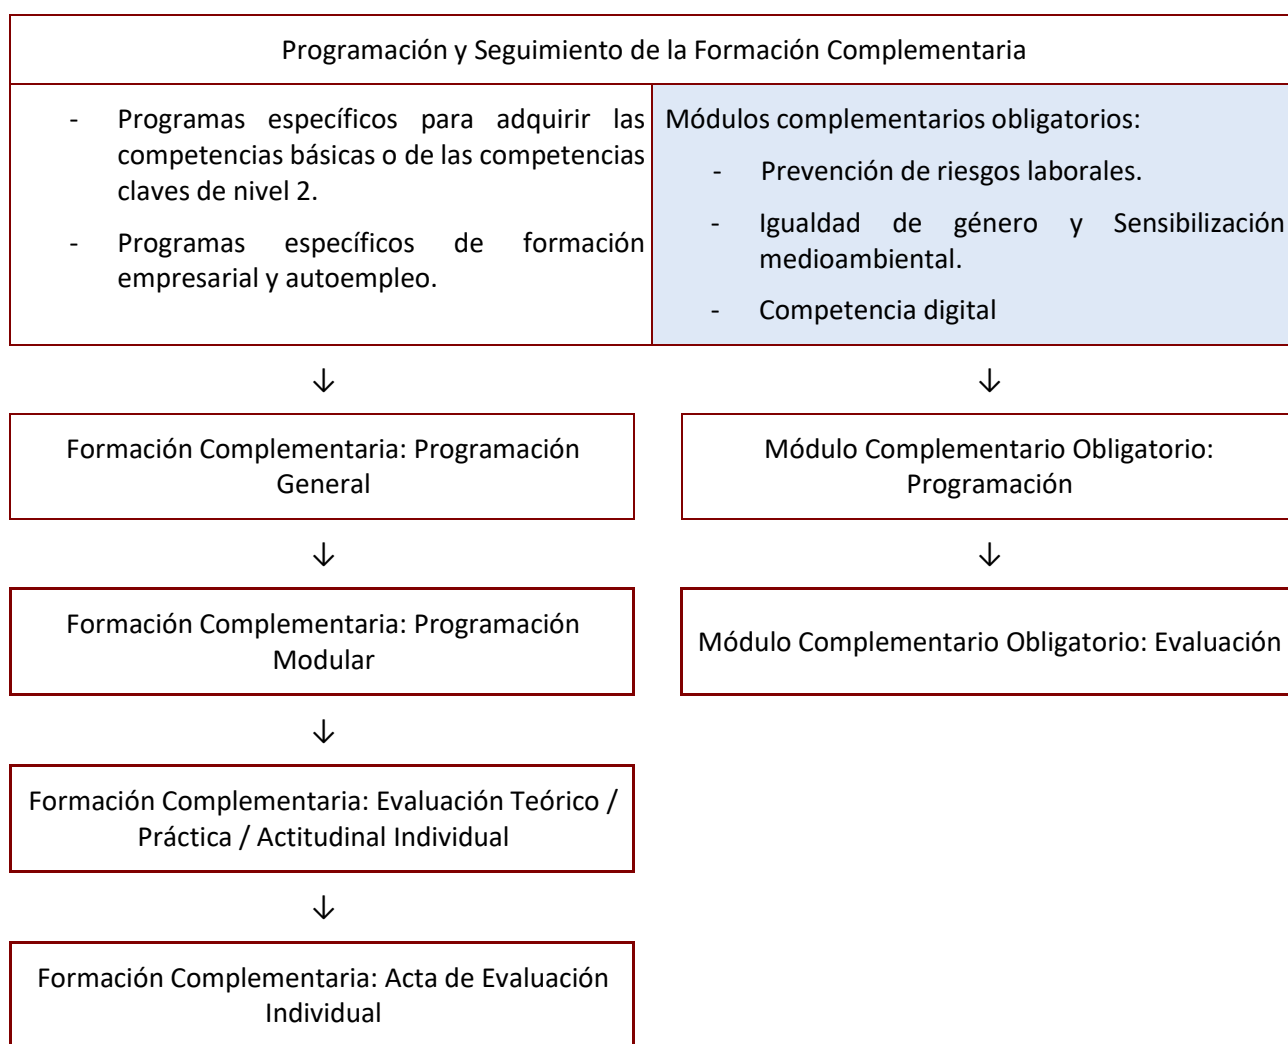 Programación y Seguimiento de la Formación Complementaria
- Programas específicos para adquirir las
competencias básicas o de las competencias
claves de nivel 2.
- Programas específicos de formación
empresarial y autoempleo.
Módulos complementarios obligatorios:
- Prevención de riesgos laborales.
- Igualdad de género y Sensibilización
medioambiental.
- Competencia digital
↓
↓
Formación Complementaria: Programación
General
Módulo Complementario Obligatorio:
Programación
↓
↓
Formación Complementaria: Programación
Modular
Módulo Complementario Obligatorio: Evaluación
↓
Formación Complementaria: Evaluación Teórico /
Práctica / Actitudinal Individual
↓
Formación Complementaria: Acta de Evaluación
Individual